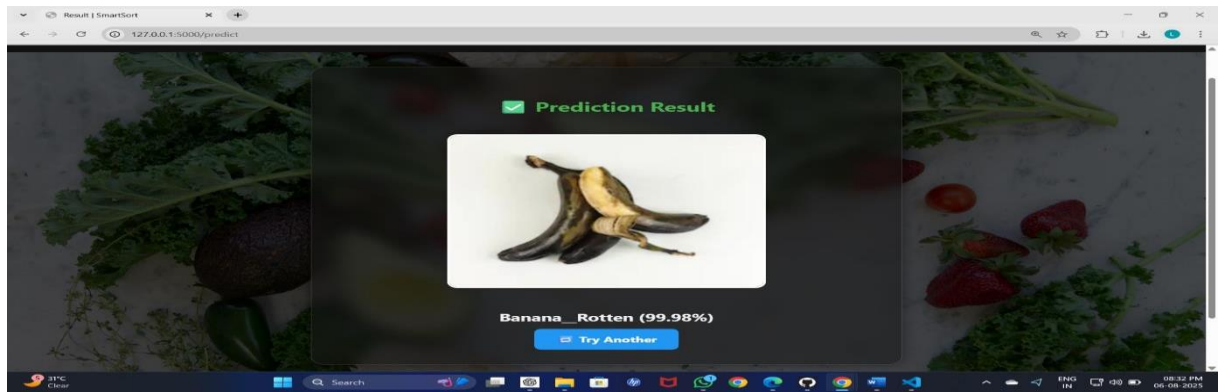 Result | SmartSort
127.0.0.1:5000/predict
Prediction Result
Banana__Rotten (99.98%)
Try Another
31°C
Clear
Search
ENG
IN
08:32 PM
06-08-2025